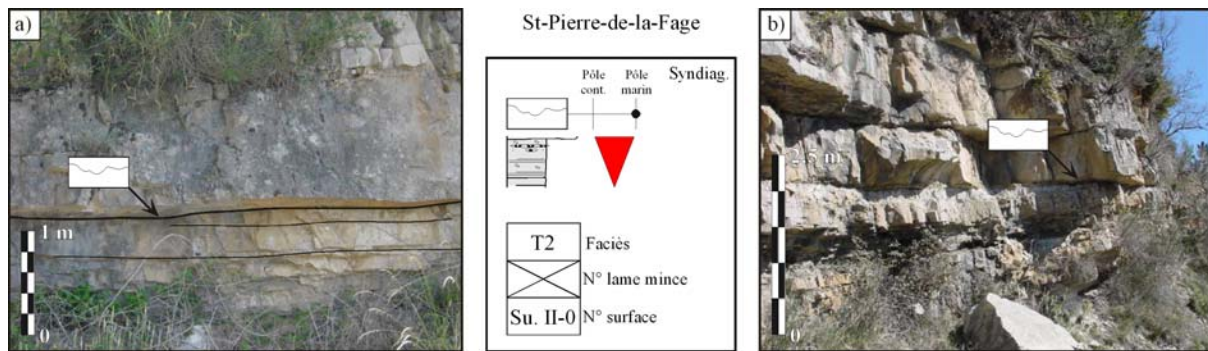 a)
1 m
0
St-Pierre-de-la-Fage
Pôle cont.
Pôle marin
Syndiag.
T2
Faciès
N° lame mince
Su. II-0
N° surface
b)
2.5 m
0